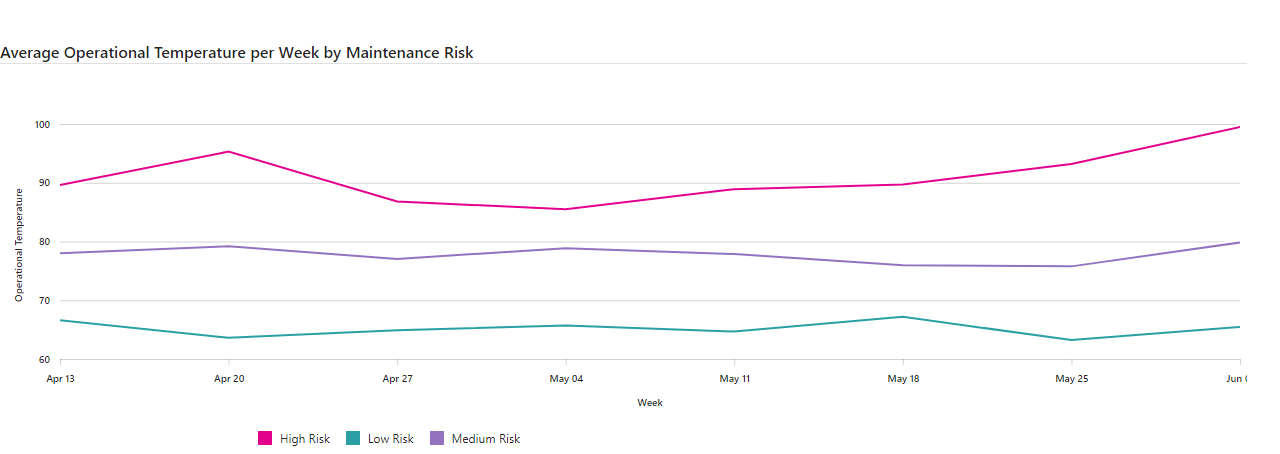 Average Operational Temperature per Week by Maintenance Risk
100
90
80
70
60
Operational Temperature
Apr 13 Apr 20 Apr 27 May 04 May 11 May 18 May 25 Jun
Week
High Risk Low Risk Medium Risk